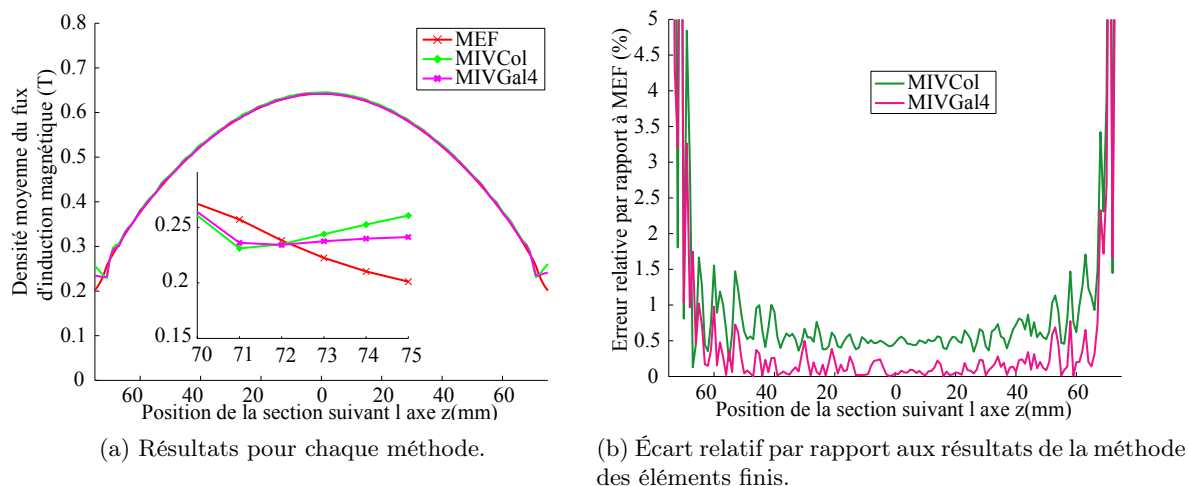 0.8
0.7
0.6
0.5
0.4
0.3
0.2
0.1
0
Densité moyenne du fux
d'induction magnétique (T)
MEF
MIVCol
MIVGal4
0.25
0.2
0.15
70 71 72 73 74 75
60 40 20 0 20 40 60
Position de la section suivant l axe z(mm)
(a) Résultats pour chaque méthode.
5
4.5
4
3.5
3
2.5
2
1.5
1
0.5
0
Erreur relative par rapport à MEF (%)
MIVCol
MIVGal4
60 40 20 0 20 40 60
Position de la section suivant l axe z(mm)
(b) Écart relatif par rapport aux résultats de la méthode
des éléments finis.